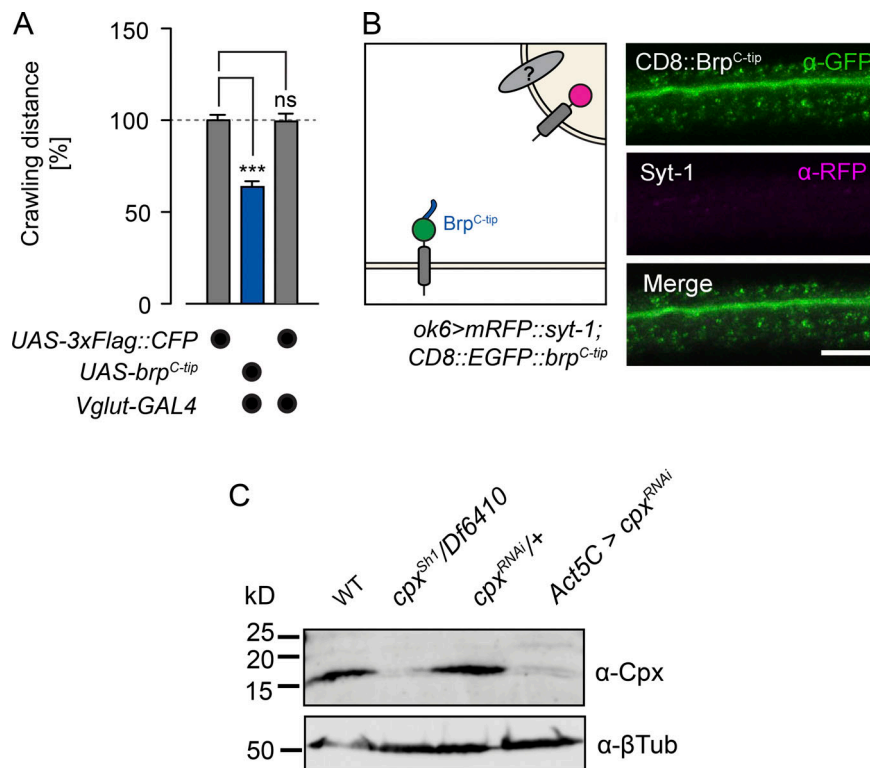 A
150
100
50
0
Crawling distance
[%]
ns
***
UAS-3xFlag::CFP
UAS-brp^C-tip
Vglut-GAL4
B
?
Brp^C-tip
ok6>mRFP::syt-1;
CD8::EGFP::brp^C-tip
CD8::Brp^C-tip α-GFP
Syt-1 α-RFP
Merge
C
kD
WT
cpx^Sh1/Df6410
cpx^RNAi/+
Act5C > cpx^RNAi
25
20
15
α-Cpx
50
α-βTub